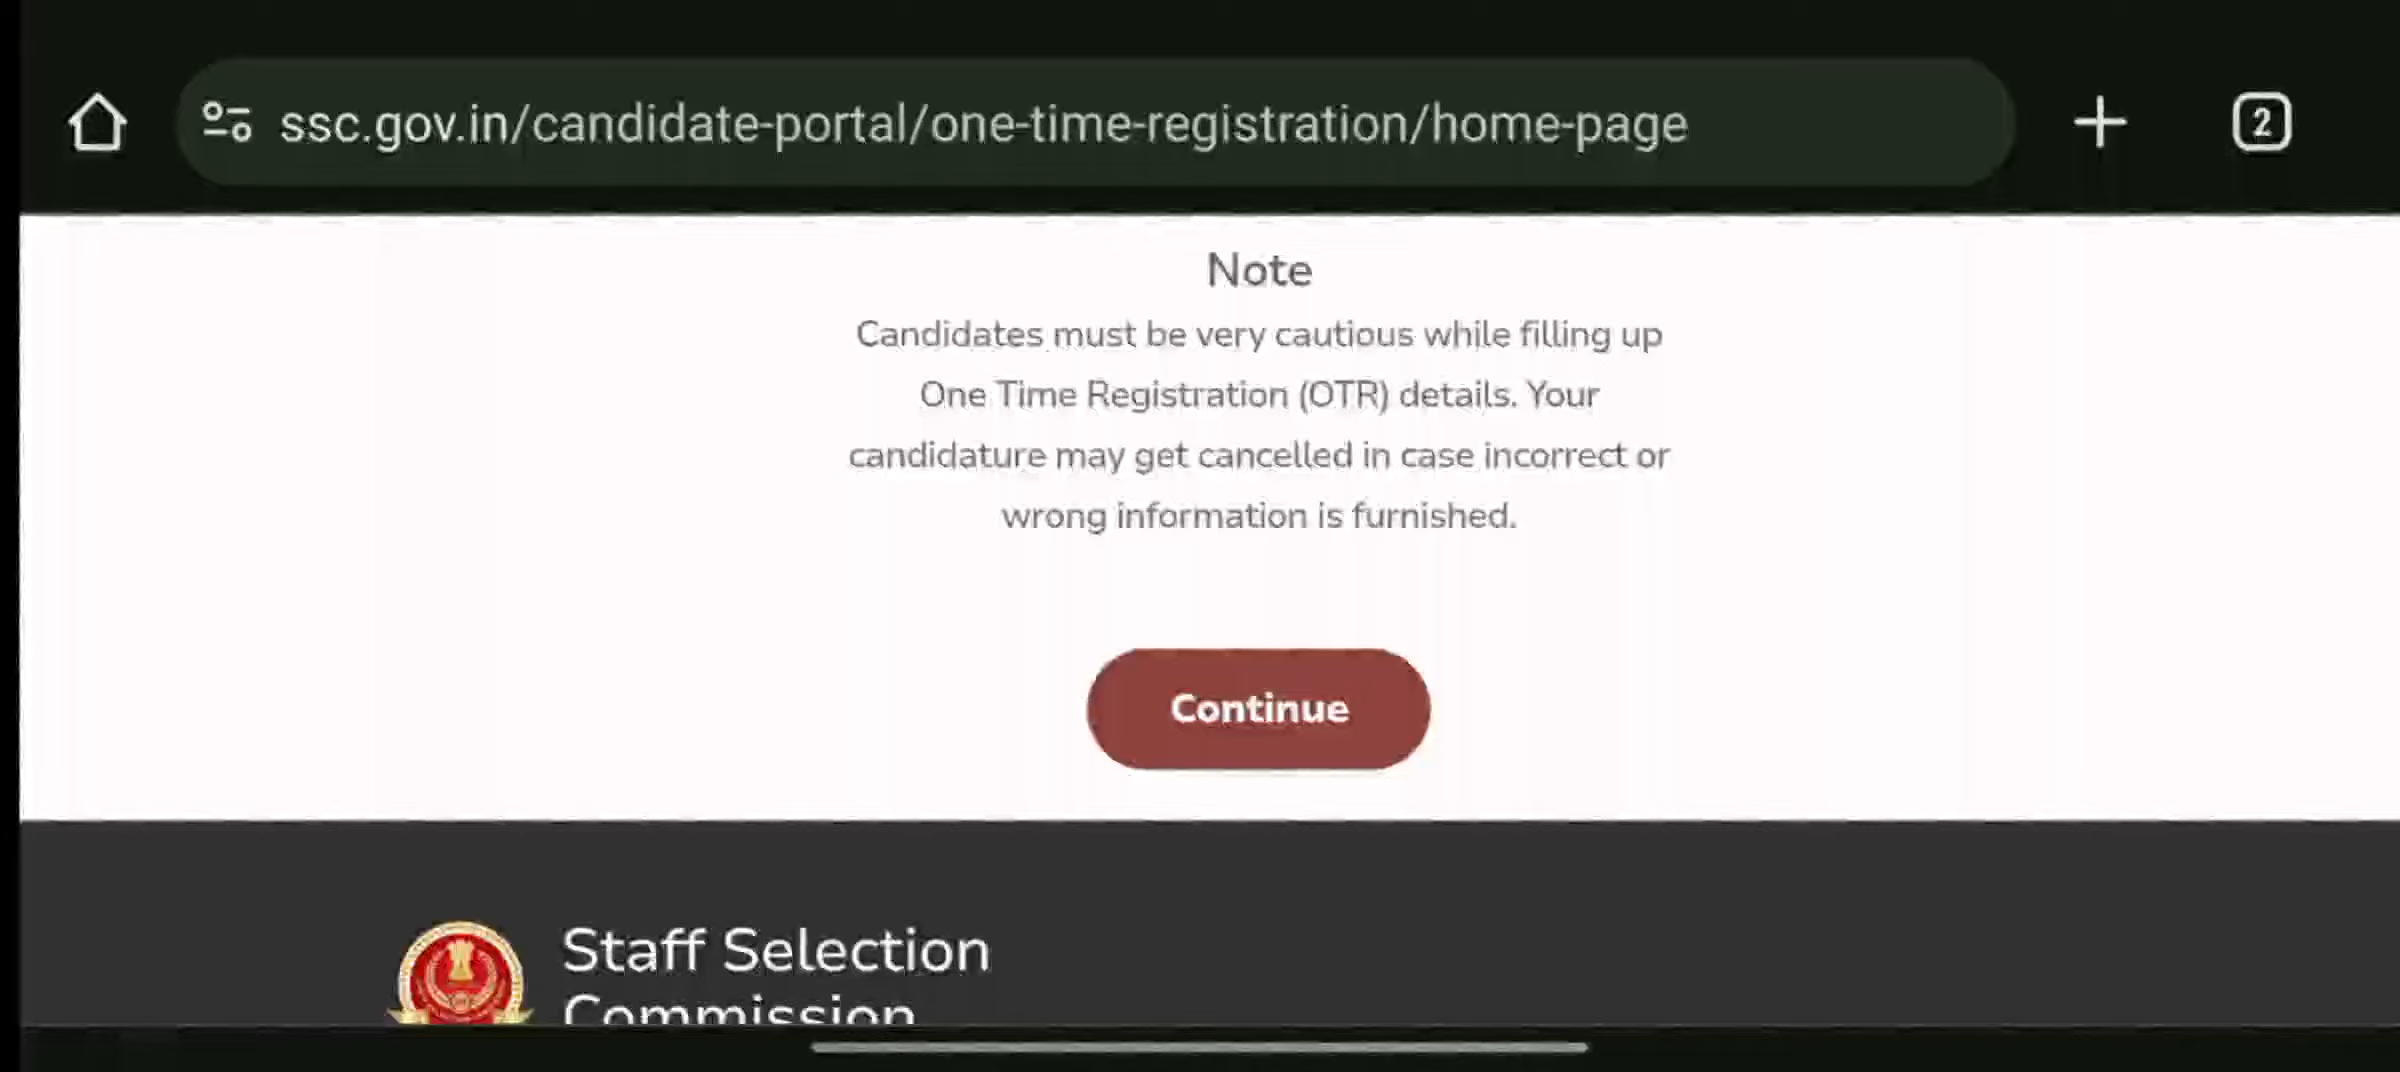 ssc.gov.in/candidate-portal/one-time-registration/home-page
2
Note
Candidates must be very cautious while filling up
One Time Registration (OTR) details. Your
candidature may get cancelled in case incorrect or
wrong information is furnished.
Continue
Staff Selection
Commission